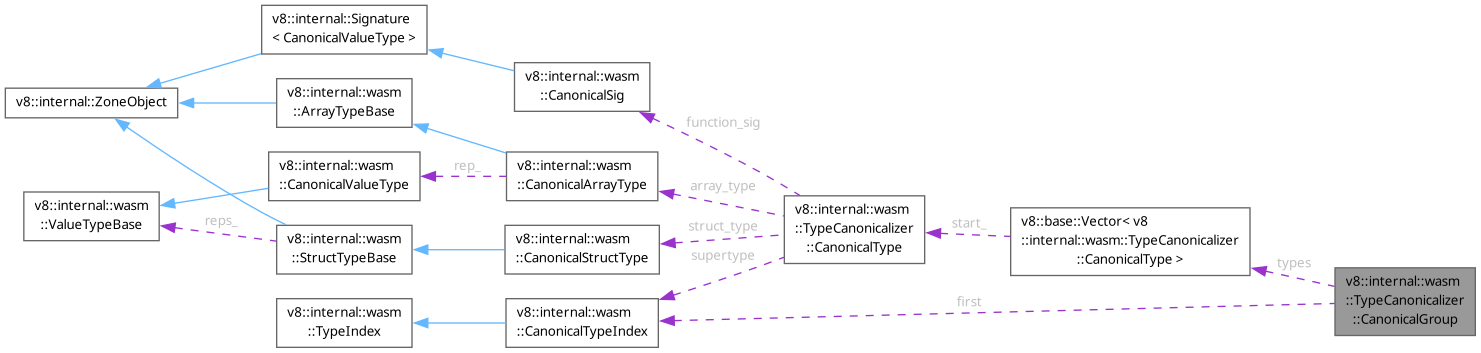 v8::internal::Signature
< CanonicalValueType >
v8::internal::ZoneObject
v8::internal::wasm
::ArrayTypeBase
v8::internal::wasm
::CanonicalSig
function_sig
v8::internal::wasm
::CanonicalValueType
rep_
v8::internal::wasm
::CanonicalArrayType
array_type
v8::internal::wasm
::ValueTypeBase
reps_
v8::internal::wasm
::StructTypeBase
v8::internal::wasm
::CanonicalStructType
struct_type
supertype
v8::internal::wasm
::TypeCanonicalizer
::CanonicalType
start_
v8::base::Vector< v8
::internal::wasm::TypeCanonicalizer
::CanonicalType >
types
v8::internal::wasm
::TypeIndex
v8::internal::wasm
::CanonicalTypeIndex
first
v8::internal::wasm
::TypeCanonicalizer
::CanonicalGroup